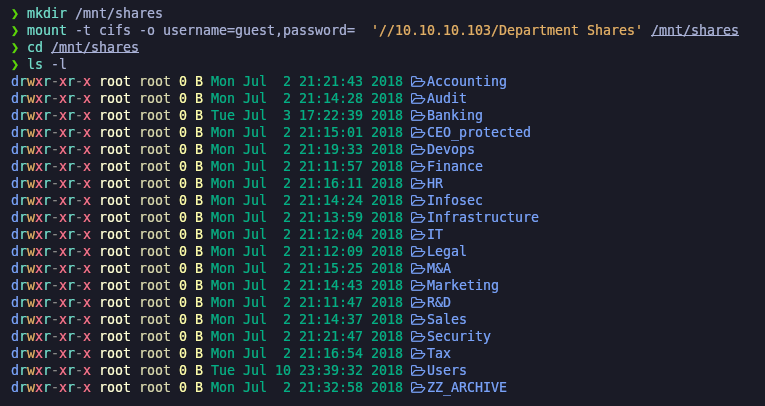 ❯ mkdir /mnt/shares
❯ mount -t cifs -o username=guest,password=  '//10.10.10.103/Department Shares' /mnt/shares
❯ cd /mnt/shares
❯ ls -l
drwxr-xr-x root root 0 B Mon Jul  2 21:21:43 2018 Accounting
drwxr-xr-x root root 0 B Mon Jul  2 21:14:28 2018 Audit
drwxr-xr-x root root 0 B Tue Jul  3 17:22:39 2018 Banking
drwxr-xr-x root root 0 B Mon Jul  2 21:15:01 2018 CEO_protected
drwxr-xr-x root root 0 B Mon Jul  2 21:19:33 2018 Devops
drwxr-xr-x root root 0 B Mon Jul  2 21:11:57 2018 Finance
drwxr-xr-x root root 0 B Mon Jul  2 21:16:11 2018 HR
drwxr-xr-x root root 0 B Mon Jul  2 21:14:24 2018 Infosec
drwxr-xr-x root root 0 B Mon Jul  2 21:13:59 2018 Infrastructure
drwxr-xr-x root root 0 B Mon Jul  2 21:12:04 2018 IT
drwxr-xr-x root root 0 B Mon Jul  2 21:12:09 2018 Legal
drwxr-xr-x root root 0 B Mon Jul  2 21:15:25 2018 M&A
drwxr-xr-x root root 0 B Mon Jul  2 21:14:43 2018 Marketing
drwxr-xr-x root root 0 B Mon Jul  2 21:11:47 2018 R&D
drwxr-xr-x root root 0 B Mon Jul  2 21:14:37 2018 Sales
drwxr-xr-x root root 0 B Mon Jul  2 21:21:47 2018 Security
drwxr-xr-x root root 0 B Mon Jul  2 21:16:54 2018 Tax
drwxr-xr-x root root 0 B Tue Jul 10 23:39:32 2018 Users
drwxr-xr-x root root 0 B Mon Jul  2 21:32:58 2018 ZZ_ARCHIVE